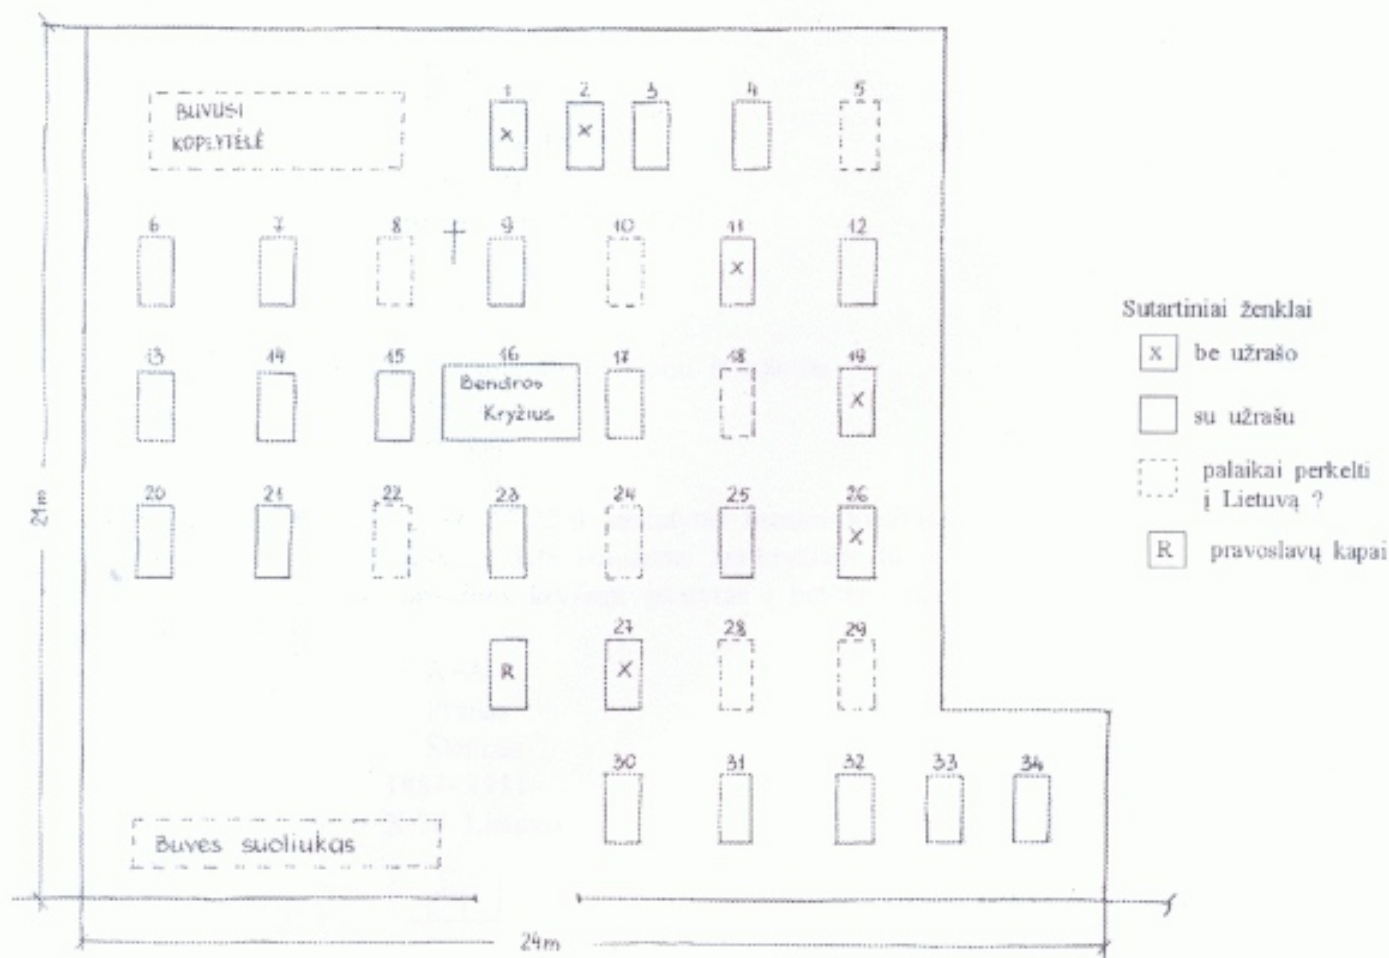 BUVUSI
KOPLYTĖLĖ
1 2 3 4 5
6 7 8 9 10 11 12
13 14 15 16 17 18 19
Bendros
Kryžius
20 21 22 23 24 25 26
27 28 29
30 31 32 33 34
X X
X
X
X
R X
Buvęs suoliukas
21m
24m
Sutartiniai ženklai
X be užrašo
su užrašu
palaikai perkelti
į Lietuvą ?
R pravoslavų kapai